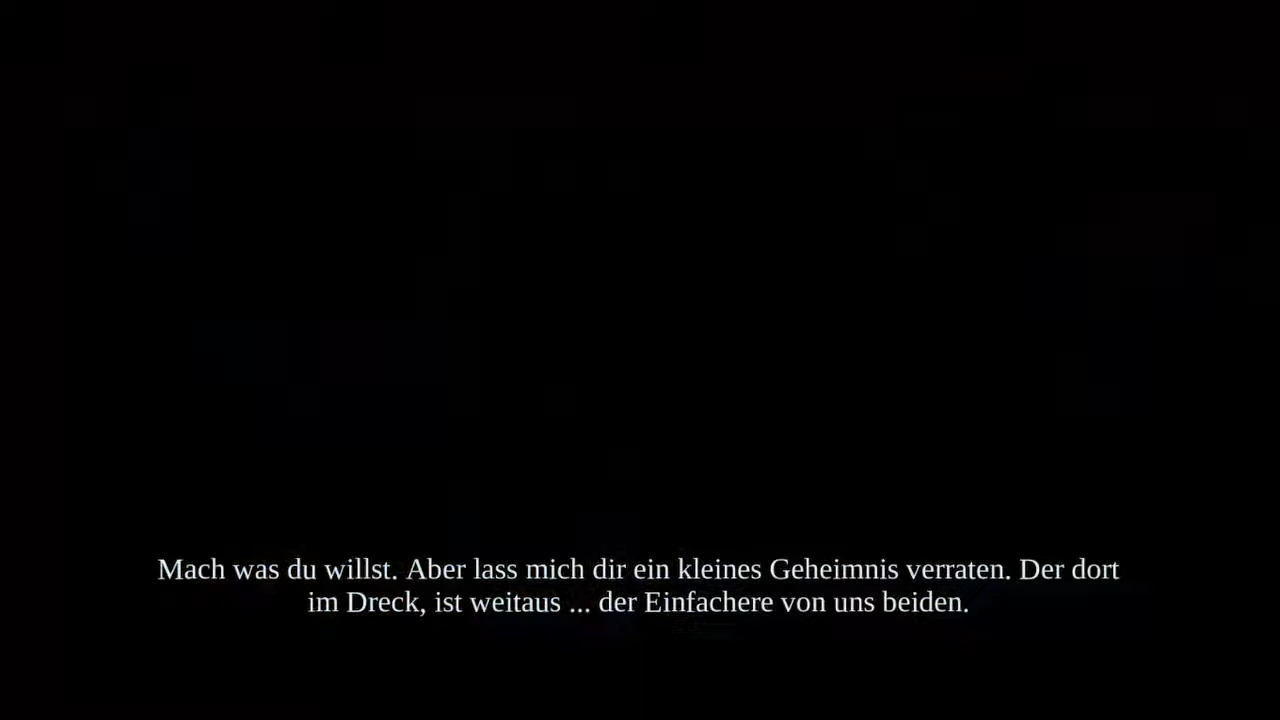 Mach was du willst. Aber lass mich dir ein kleines Geheimnis verraten. Der dort
im Dreck, ist weitaus ... der Einfachere von uns beiden.